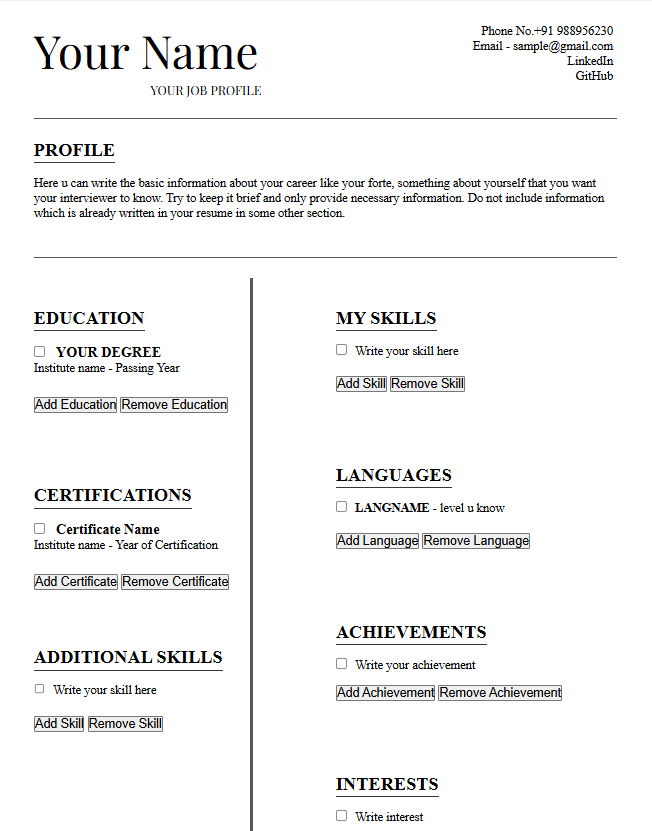 Your Name
YOUR JOB PROFILE
Phone No.+91 988956230
Email - sample@gmail.com
LinkedIn
GitHub
PROFILE
Here u can write the basic information about your career like your forte, something about yourself that you want
your interviewer to know. Try to keep it brief and only provide necessary information. Do not include information
which is already written in your resume in some other section.
EDUCATION
YOUR DEGREE
Institute name - Passing Year
Add Education Remove Education
CERTIFICATIONS
Certificate Name
Institute name - Year of Certification
Add Certificate Remove Certificate
ADDITIONAL SKILLS
Write your skill here
Add Skill Remove Skill
MY SKILLS
Write your skill here
Add Skill Remove Skill
LANGUAGES
LANGNAME - level u know
Add Language Remove Language
ACHIEVEMENTS
Write your achievement
Add Achievement Remove Achievement
INTERESTS
Write interest